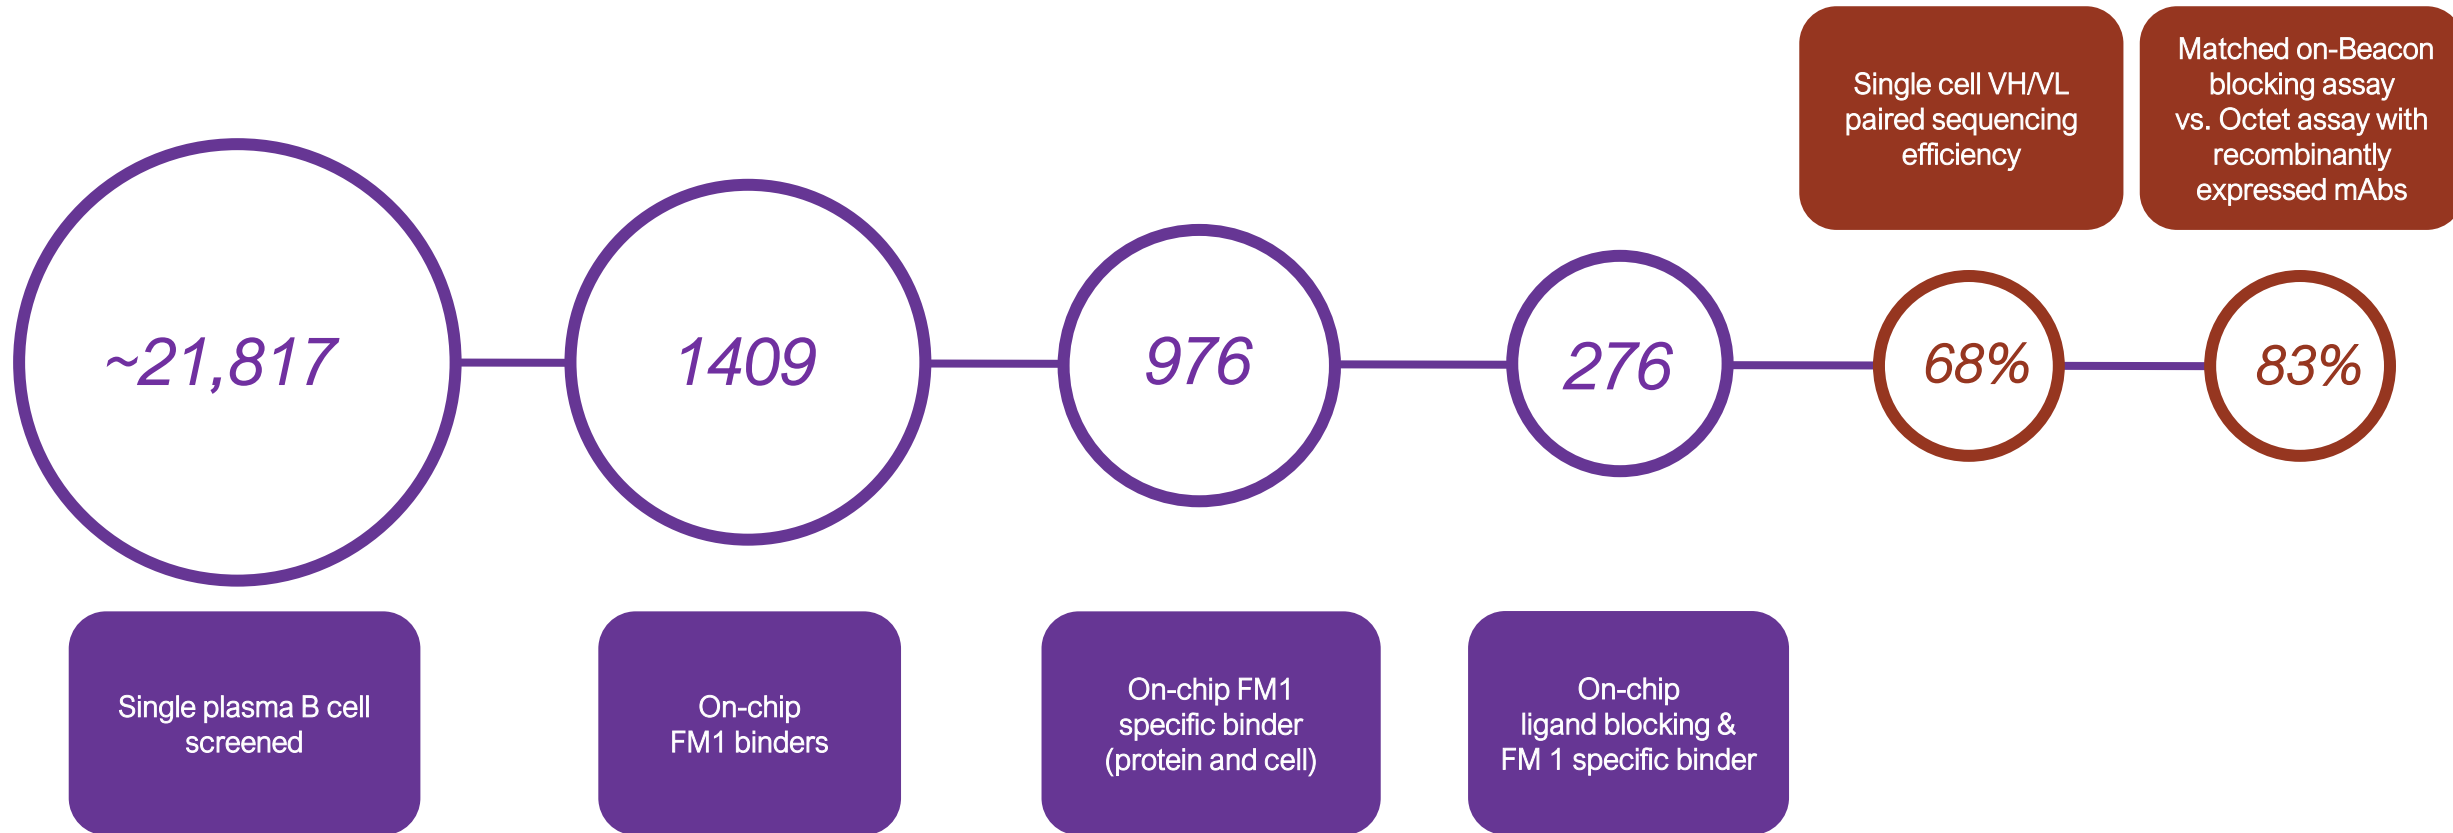 Single cell VH/VL
paired sequencing
efficiency
Matched on-Beacon
blocking assay
vs. Octet assay with
recombinantly
expressed mAbs
~21,817
1409
976
276
68%
83%
Single plasma B cell
screened
On-chip
FM1 binders
On-chip FM1
specific binder
(protein and cell)
On-chip
ligand blocking &
FM 1 specific binder